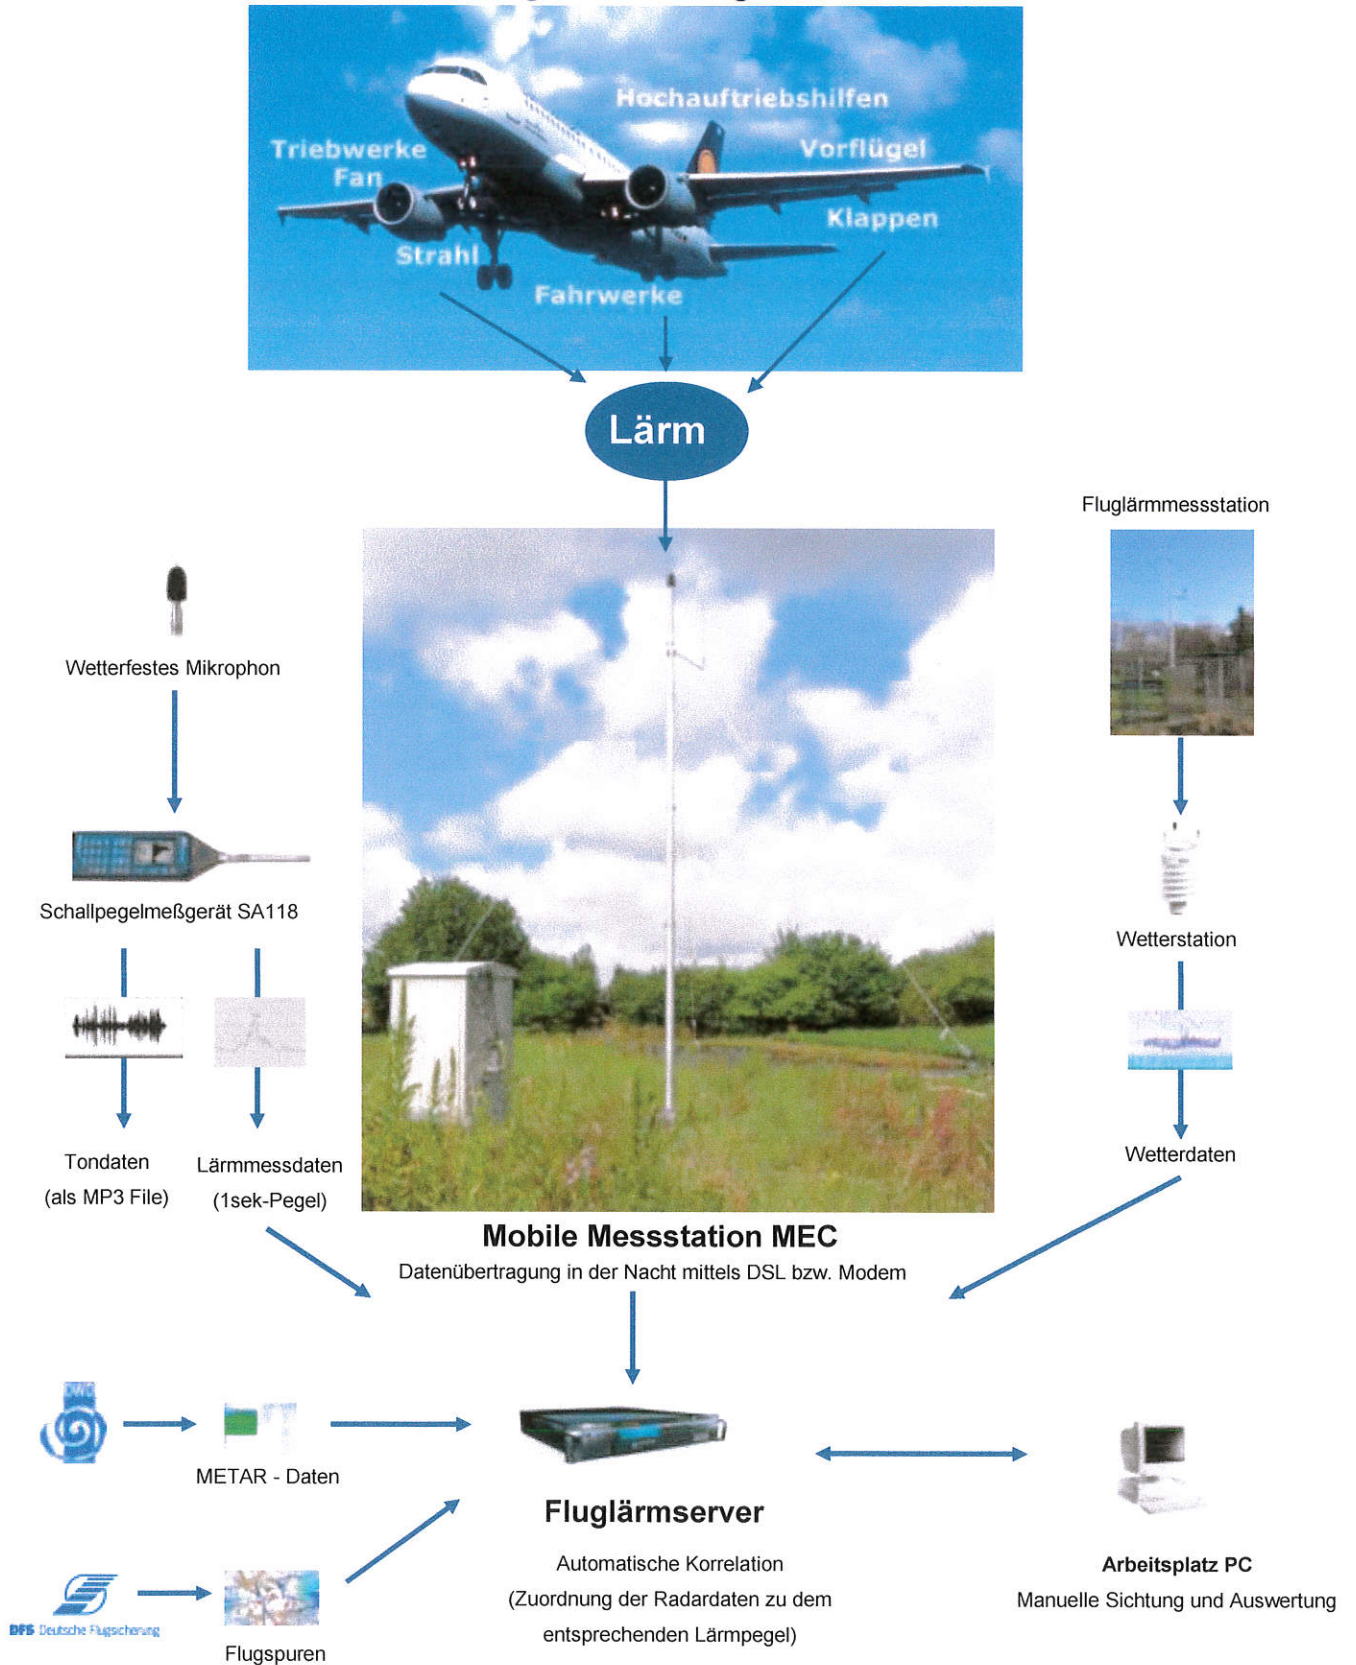 Hochauftriebshilfen
Triebwerke
Fan
Vorflügel
Klappen
Strahl
Fahrwerke
Lärm
Fluglärmmessstation
Wetterfestes Mikrophon
Schallpegelmeßgerät SA118
Wetterstation
Tondaten
(als MP3 File)
Lärmmessdaten
(1sek-Pegel)
Wetterdaten
Mobile Messstation MEC
Datenübertragung in der Nacht mittels DSL bzw. Modem
DWD
METAR - Daten
Fluglärmserver
Automatische Korrelation
(Zuordnung der Radardaten zu dem
entsprechenden Lärmpegel)
Arbeitsplatz PC
Manuelle Sichtung und Auswertung
DFS Deutsche Flugsicherung
Flugspuren